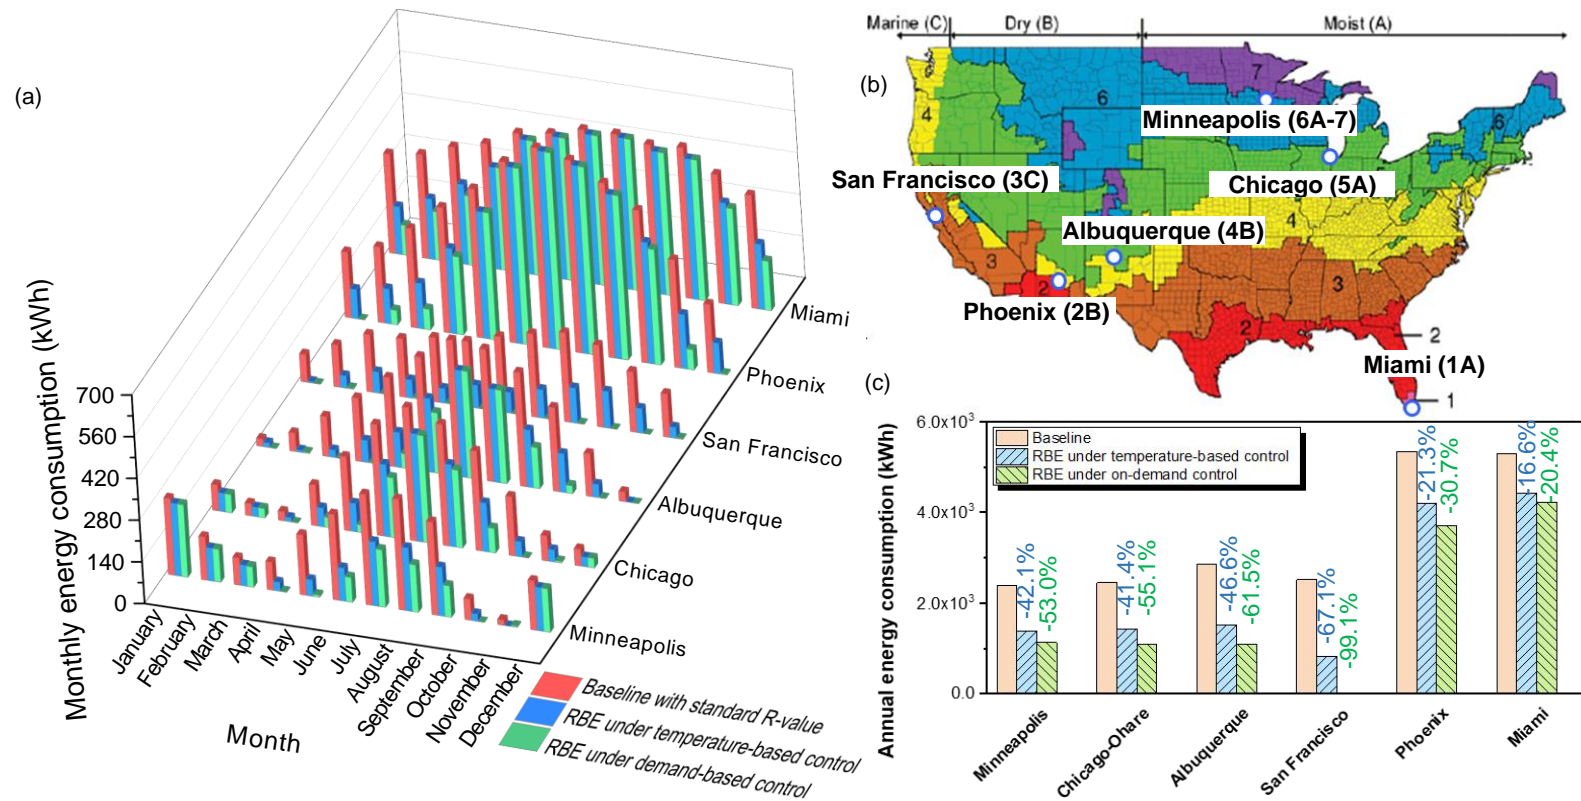 (a)
Monthly energy consumption (kWh)
700
560
420
280
140
0
January
February
March
April
May
June
July
August
September
October
November
December
Month
Miami
Phoenix
San Francisco
Albuquerque
Chicago
Minneapolis
Baseline with standard R-value
RBE under temperature-based control
RBE under demand-based control
(b)
Marine (C) Dry (B) Moist (A)
7
6
6
4
Minneapolis (6A-7)
San Francisco (3C)
Chicago (5A)
4
Albuquerque (4B)
3
3
2
Phoenix (2B)
2
2
Miami (1A)
1
(c)
Annual energy consumption (kWh)
6.0x10³
4.0x10³
2.0x10³
0.0
Baseline
RBE under temperature-based control
RBE under on-demand control
-42.1%
-53.0%
-41.4%
-55.1%
-46.6%
-61.5%
-67.1%
-99.1%
-21.3%
-30.7%
-16.6%
-20.4%
Minneapolis
Chicago-Ohare
Albuquerque
San Francisco
Phoenix
Miami